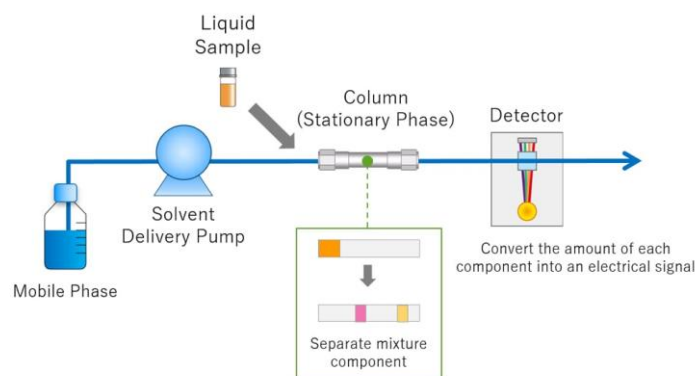 Liquid
Sample
Column
(Stationary Phase)
Detector
Solvent
Delivery Pump
Mobile Phase
Convert the amount of each
component into an electrical signal
Separate mixture
component